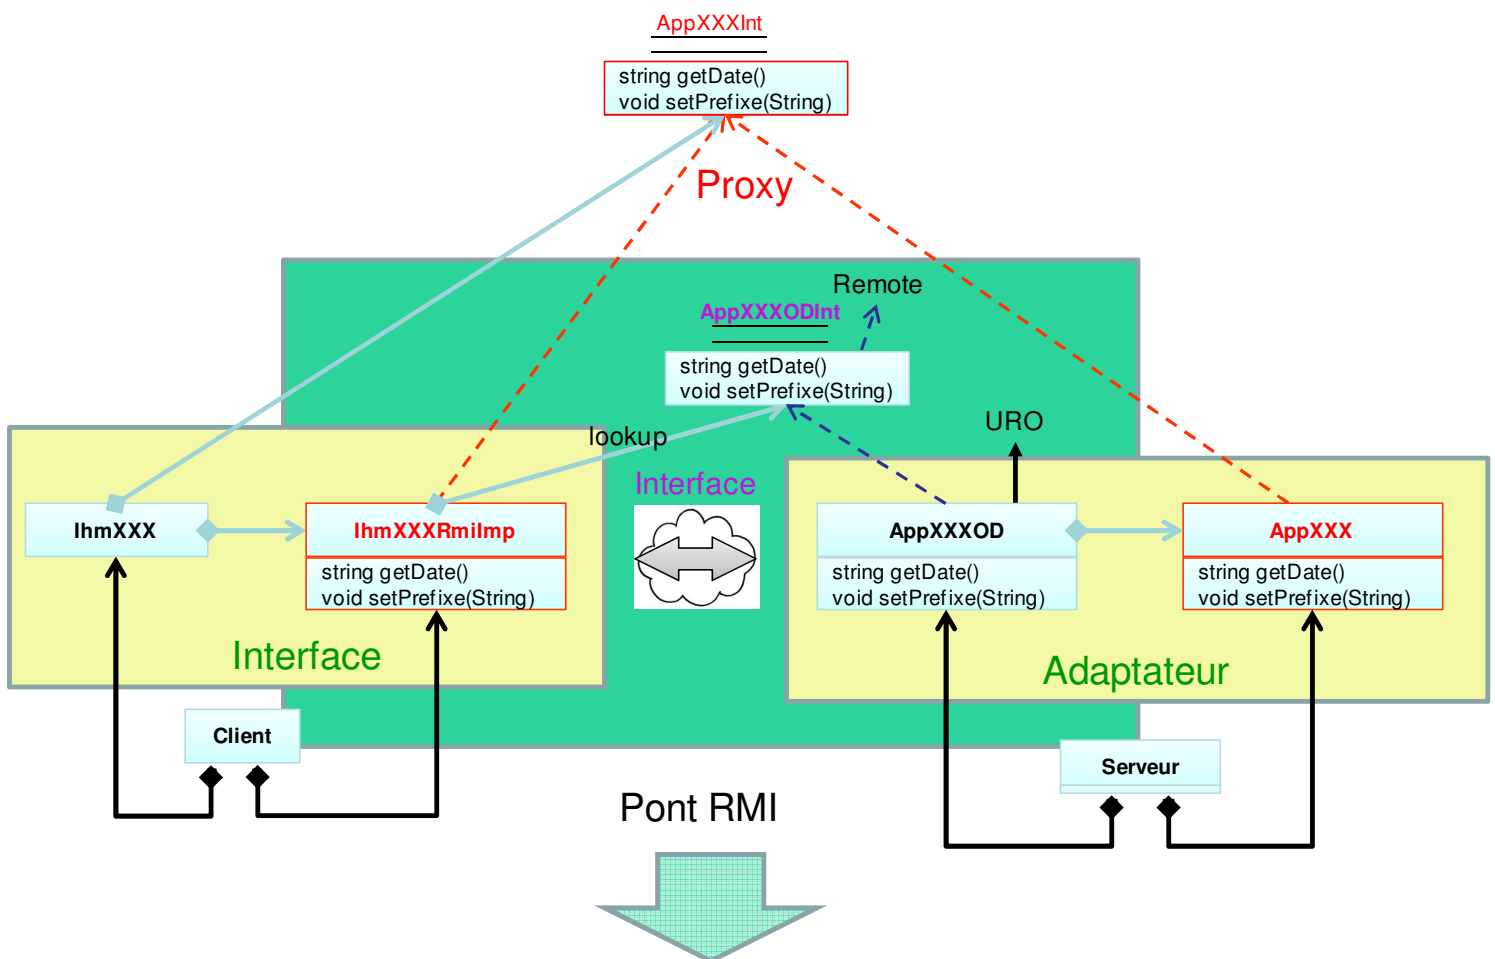 AppXXXInt
string getDate()
void setPrefixe(String)
Proxy
Remote
AppXXXODInt
string getDate()
void setPrefixe(String)
lookup
URO
Interface
IhmXXX
IhmXXXRmiImp
string getDate()
void setPrefixe(String)
AppXXXOD
string getDate()
void setPrefixe(String)
AppXXX
string getDate()
void setPrefixe(String)
Interface
Adaptateur
Client
Serveur
Pont RMI